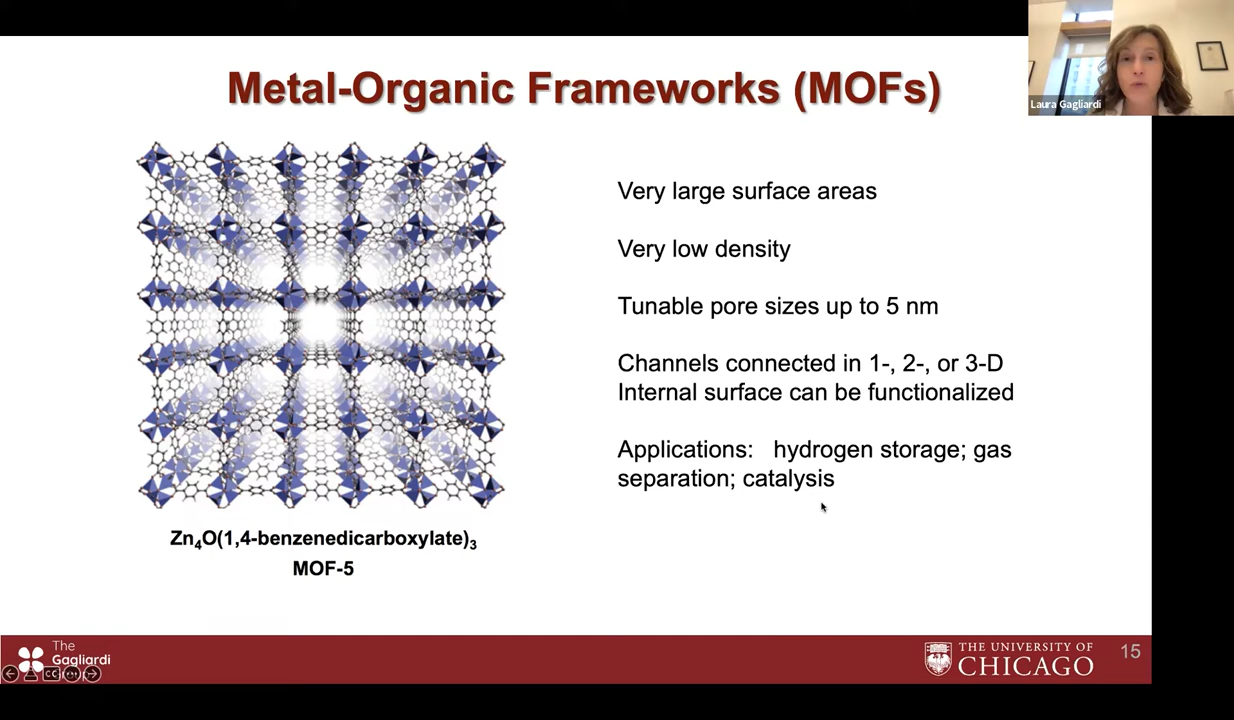 Metal-Organic Frameworks (MOFs)
Laura Gagliardi
Very large surface areas
Very low density
Tunable pore sizes up to 5 nm
Channels connected in 1-, 2-, or 3-D
Internal surface can be functionalized
Applications: hydrogen storage; gas
separation; catalysis
Zn₄O(1,4-benzenedicarboxylate)₃
MOF-5
The
Gagliardi
THE UNIVERSITY OF
CHICAGO
15